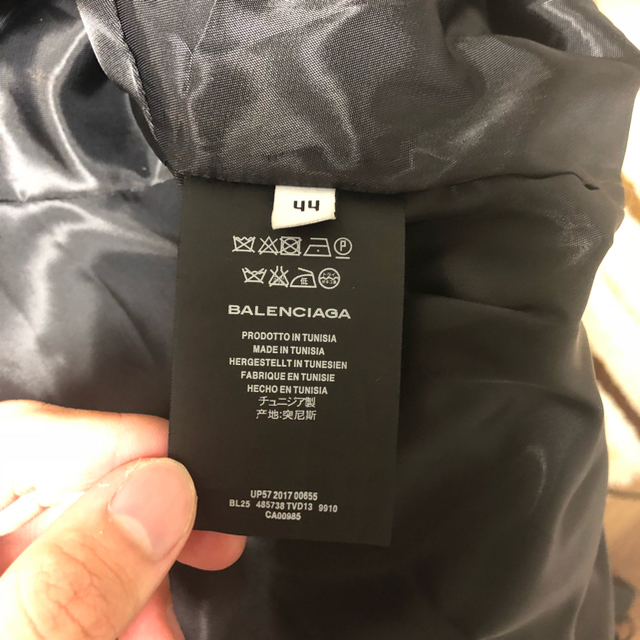 44
P
BALENCIAGA
PRODOTTO IN TUNISIA
MADE IN TUNISIA
HERGESTELLT IN TUNESIEN
FABRIQUE EN TUNISIE
HECHO EN TUNISIA
チュニジア製
产地:突尼斯
UP57 2017 00655
BL25 485738 TVD13 9910
CA00985